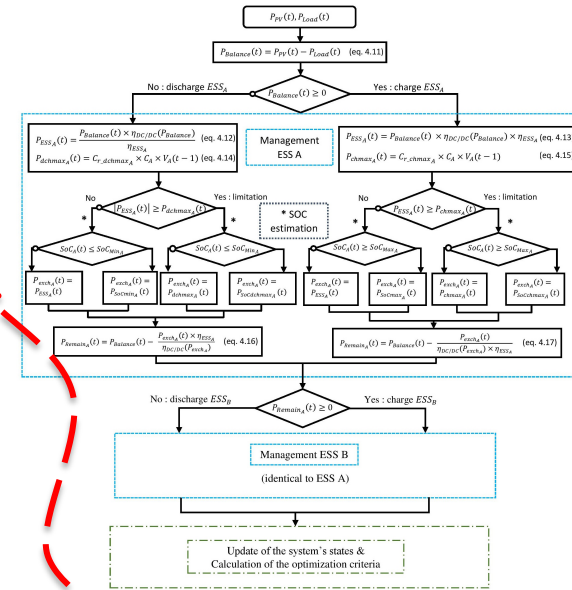 P_PV(t), P_Load(t)
P_Balance(t) = P_PV(t) − P_Load(t) (eq. 4.11)
No : discharge ESS_A
P_Balance(t) ≥ 0
Yes : charge ESS_A
P_ESS_A(t) = P_Balance(t) × η_DC/DC(P_Balance) / η_ESS_A (eq. 4.12)
P_dchmax_A(t) = C_r_dchmax_A × C_A × V_A(t − 1) (eq. 4.14)
Management
ESS A
P_ESS_A(t) = P_Balance(t) × η_DC/DC(P_Balance) × η_ESS_A (eq. 4.13
P_chmax_A(t) = C_r_chmax_A × C_A × V_A(t − 1) (eq. 4.15)
No
Yes : limitation
|P_ESS_A(t)| ≥ P_dchmax_A(t)
*
*
* SOC
estimation
No
Yes: limitation
P_ESS_A(t) ≥ P_chmax_A(t)
*
*
SoC_A(t) ≤ SoC_Min_A
SoC_A(t) ≤ SoC_Min_A
SoC_A(t) ≥ SoC_Max_A
SoC_A(t) ≥ SoC_Max_A
P_exch_A(t) =
P_ESS_A(t)
P_exch_A(t) =
P_SoCmin_A(t)
P_exch_A(t) =
P_dchmax_A(t)
P_exch_A(t) =
P_SoCdchmax_A(t)
P_exch_A(t) =
P_ESS_A(t)
P_exch_A(t) =
P_SoCmax_A(t)
P_exch_A(t) =
P_chmax_A(t)
P_exch_A(t) =
P_SoCchmax_A(t)
P_Remain_A(t) = P_Balance(t) − P_exch_A(t) × η_ESS_A / η_DC/DC(P_exch_A) (eq. 4.16)
P_Remain_A(t) = P_Balance(t) − P_exch_A(t) / η_DC/DC(P_exch_A) × η_ESS_A (eq. 4.17)
No : discharge ESS_B
P_Remain_A(t) ≥ 0
Yes : charge ESS_B
Management ESS B
(identical to ESS A)
Update of the system's states &
Calculation of the optimization criteria